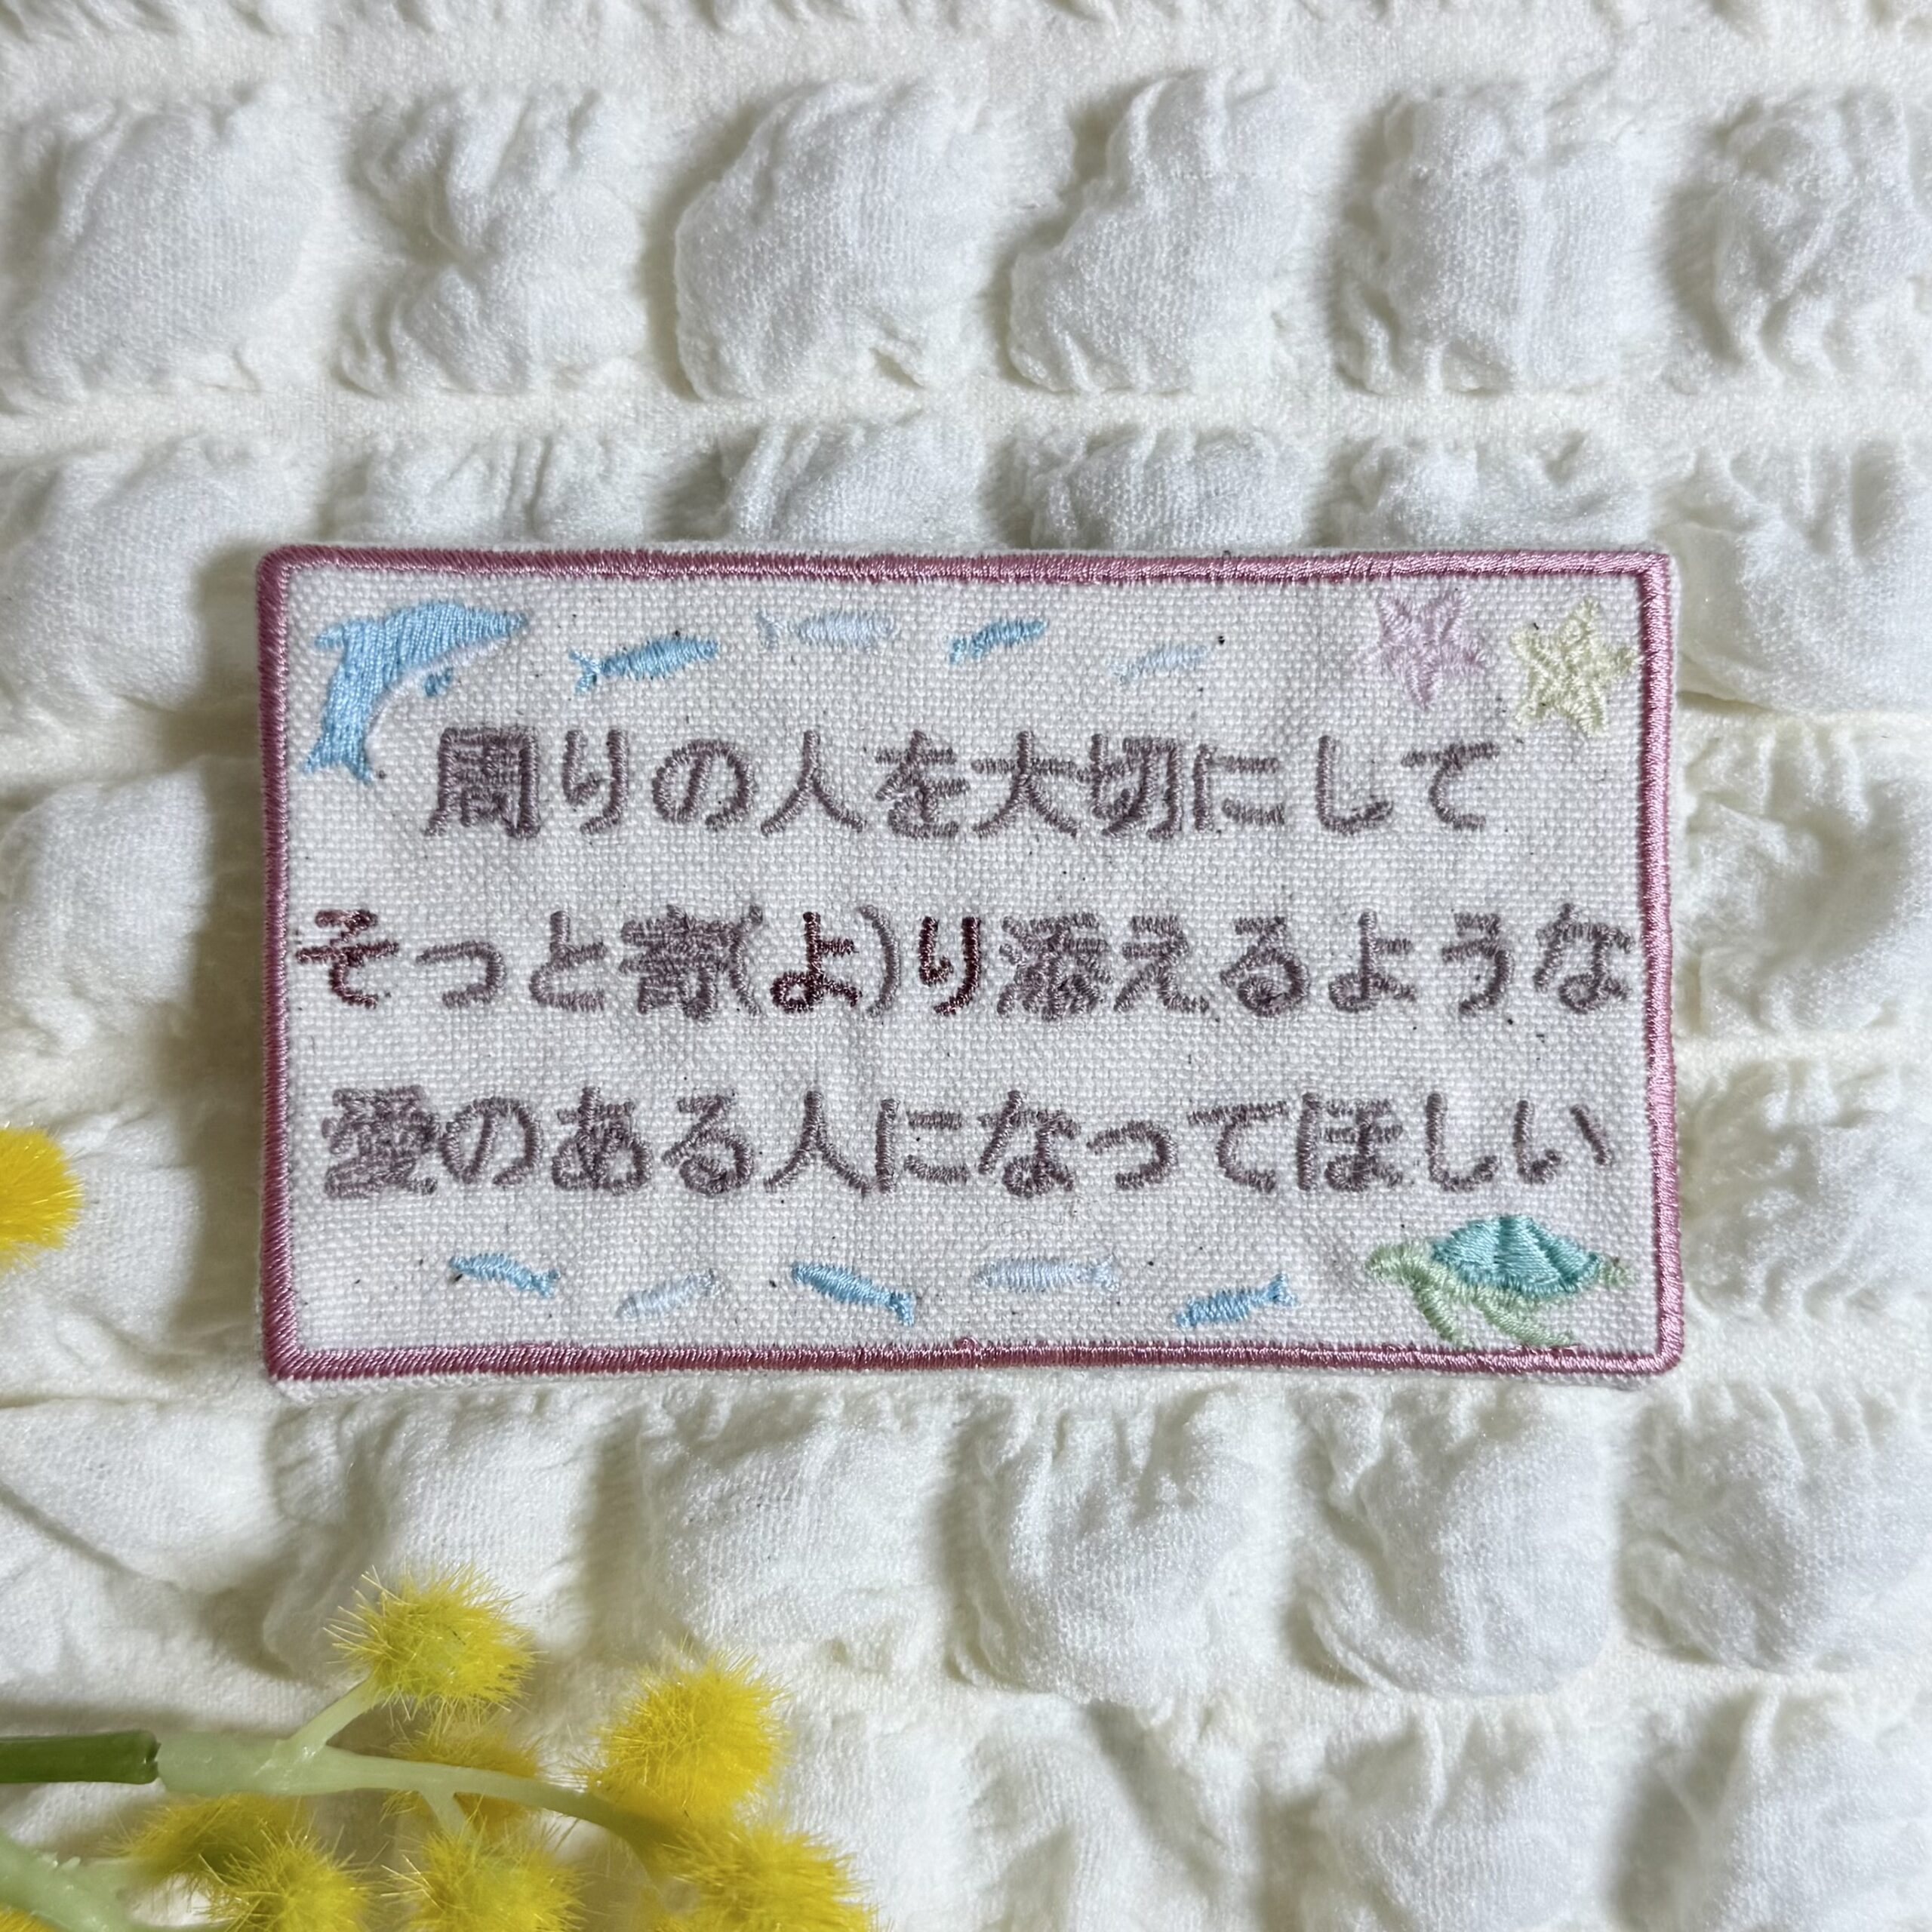 周りの人を大切にして
そっと寄(よ)り添えるような
愛のある人になってほしい